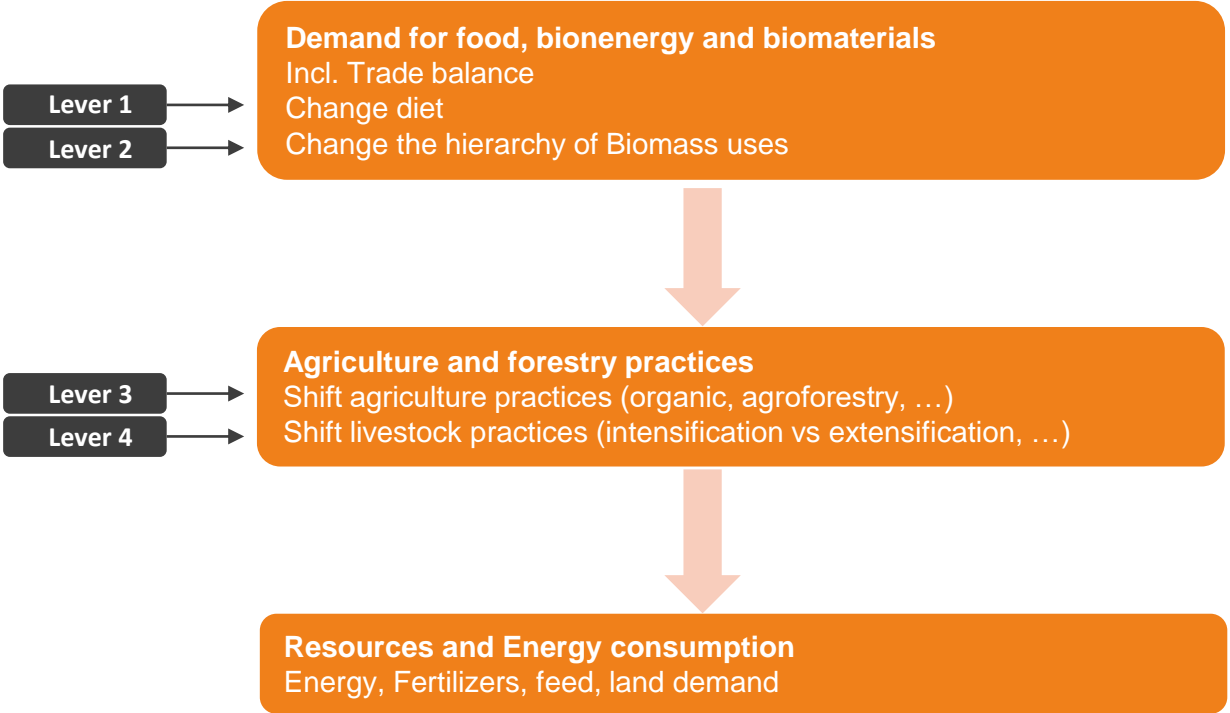 Demand for food, bionenergy and biomaterials
Incl. Trade balance
Lever 1
Change diet
Lever 2
Change the hierarchy of Biomass uses
Agriculture and forestry practices
Lever 3
Shift agriculture practices (organic, agroforestry, …)
Lever 4
Shift livestock practices (intensification vs extensification, …)
Resources and Energy consumption
Energy, Fertilizers, feed, land demand